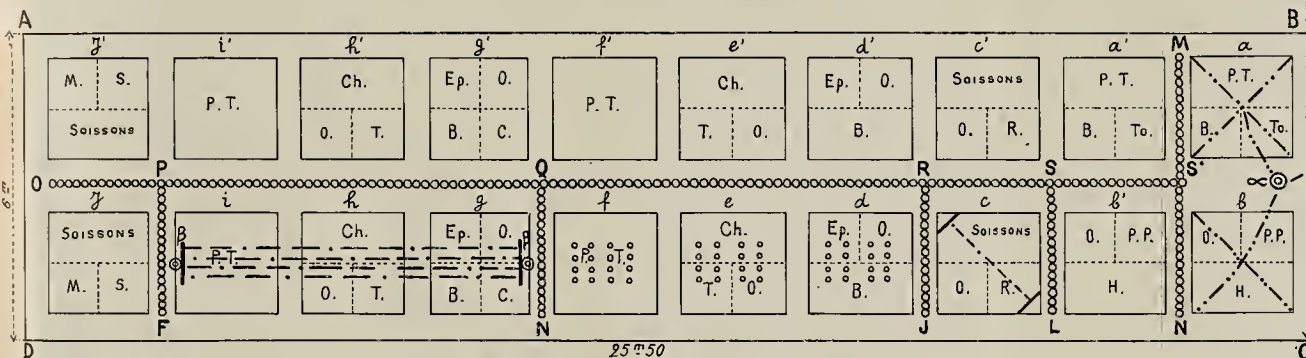 A B
j' i' h' g' f' e' d' c' a' M a
M. S. P. T. Ch. Ep. O. P. T. Ch. Ep. O. SOISSONS P. T. P. T.
SOISSONS O. T. B. C. T. O. B. O. R. B. To. B. To.
O P Q R S S' ∝
j i h g f e d c b' b
SOISSONS β P.T. Ch. Ep. O. β P. T. Ch. Ep. O. SOISSONS O. P.P. O. P.P.
M. S. O. T. B. C. T. O. B. O. R. H. H.
F N J L N
D 25m50 C
6m